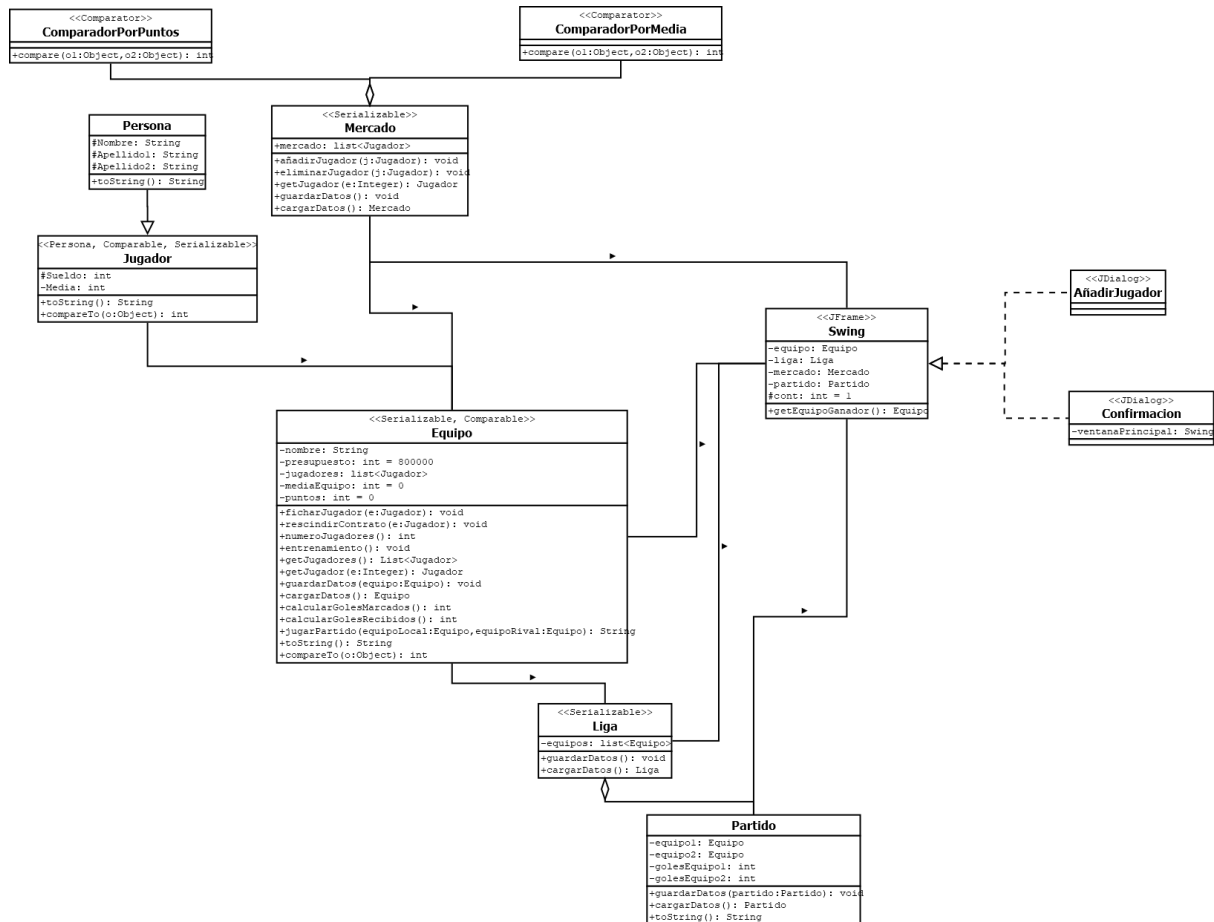 <<Comparator>>
ComparadorPorPuntos
+compare(o1:Object,o2:Object): int
<<Comparator>>
ComparadorPorMedia
+compare(o1:Object,o2:Object): int
Persona
#Nombre: String
#Apellido1: String
#Apellido2: String
+toString(): String
<<Serializable>>
Mercado
+mercado: list<Jugador>
+añadirJugador(j:Jugador): void
+eliminarJugador(j:Jugador): void
+getJugador(e:Integer): Jugador
+guardarDatos(): void
+cargarDatos(): Mercado
<<Persona, Comparable, Serializable>>
Jugador
#Sueldo: int
-Media: int
+toString(): String
+compareTo(o:Object): int
<<JFrame>>
Swing
-equipo: Equipo
-liga: Liga
-mercado: Mercado
-partido: Partido
#cont: int = 1
+getEquipoGanador(): Equipo
<<JDialog>>
AñadirJugador
<<JDialog>>
Confirmacion
-ventanaPrincipal: Swing
<<Serializable, Comparable>>
Equipo
-nombre: String
-presupuesto: int = 800000
-jugadores: list<Jugador>
-mediaEquipo: int = 0
-puntos: int = 0
+ficharJugador(e:Jugador): void
+rescindirContrato(e:Jugador): void
+numeroJugadores(): int
+entrenamiento(): void
+getJugadores(): List<Jugador>
+getJugador(e:Integer): Jugador
+guardarDatos(equipo:Equipo): void
+cargarDatos(): Equipo
+calcularGolesMarcados(): int
+calcularGolesRecibidos(): int
+jugarPartido(equipoLocal:Equipo,equipoRival:Equipo): String
+toString(): String
+compareTo(o:Object): int
<<Serializable>>
Liga
-equipos: list<Equipo>
+guardarDatos(): void
+cargarDatos(): Liga
Partido
-equipo1: Equipo
-equipo2: Equipo
-golesEquipo1: int
-golesEquipo2: int
+guardarDatos(partido:Partido): void
+cargarDatos(): Partido
+toString(): String